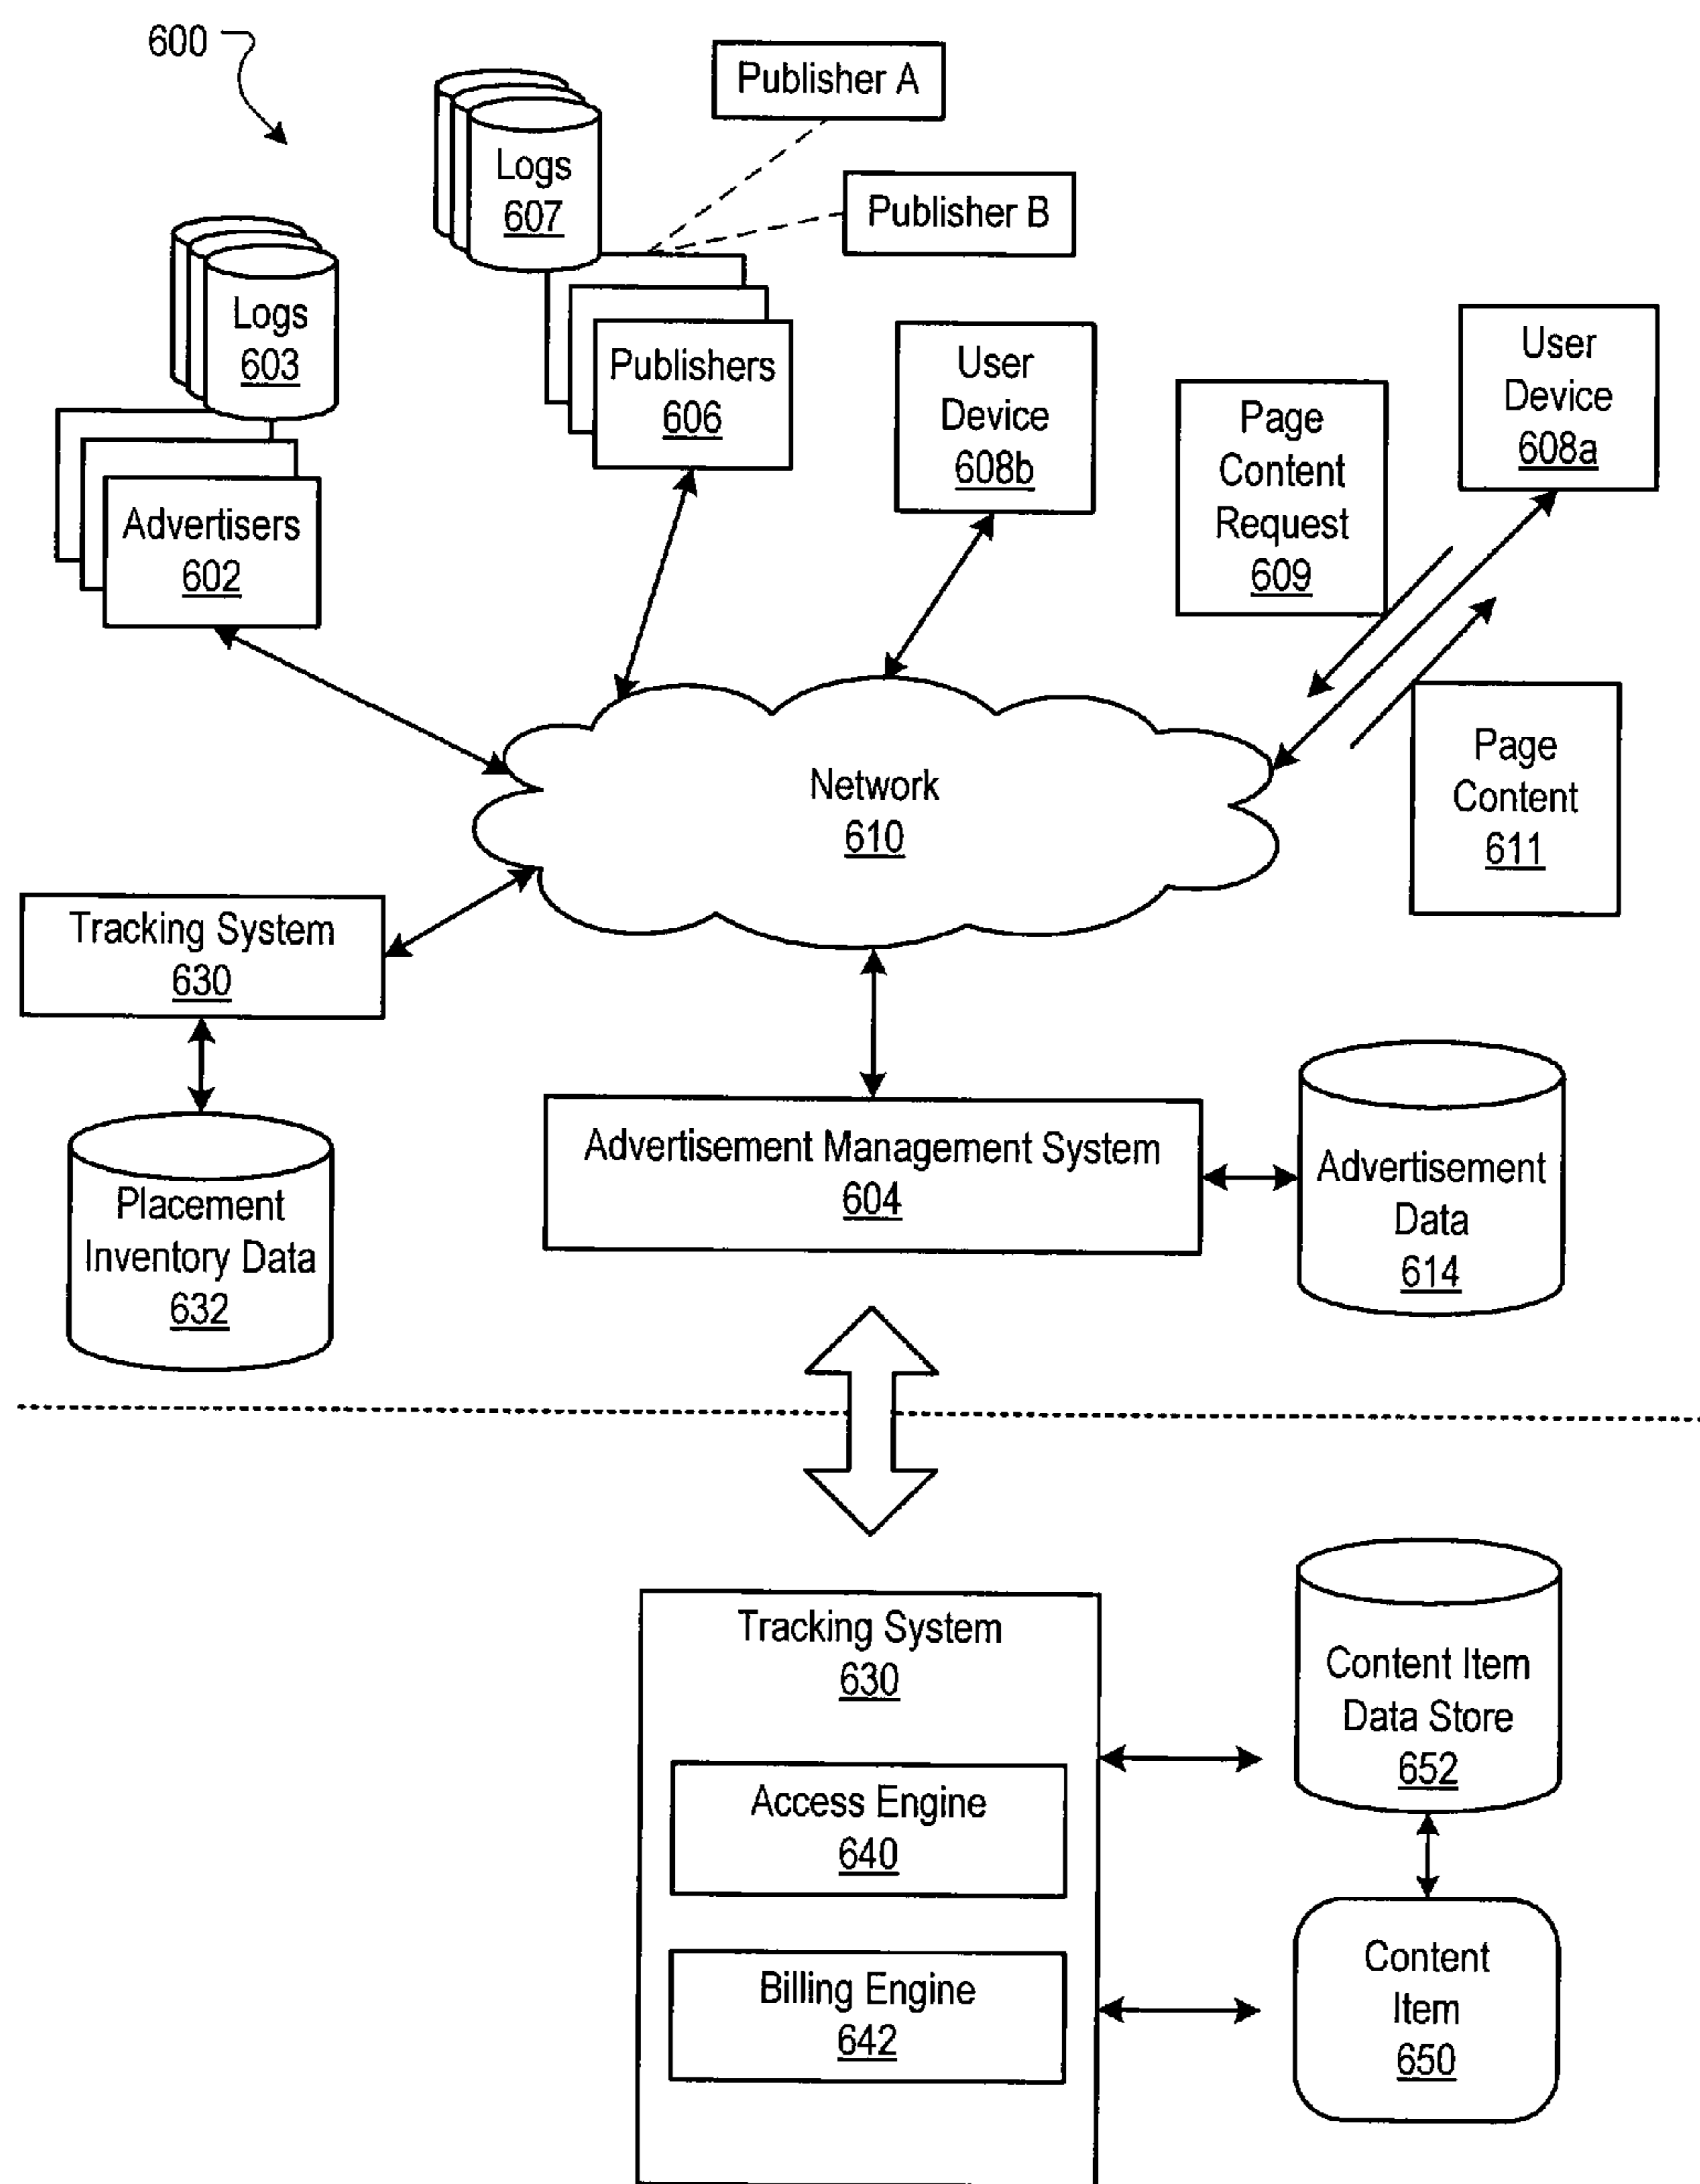 600
Publisher A
Logs
607
Publisher B
Logs
603
Publishers
606
User
Device
608b
User
Device
608a
Page
Content
Request
609
Advertisers
602
Network
610
Page
Content
611
Tracking System
630
Advertisement Management System
604
Advertisement
Data
614
Placement
Inventory Data
632
Tracking System
630
Content Item
Data Store
652
Access Engine
640
Billing Engine
642
Content
Item
650